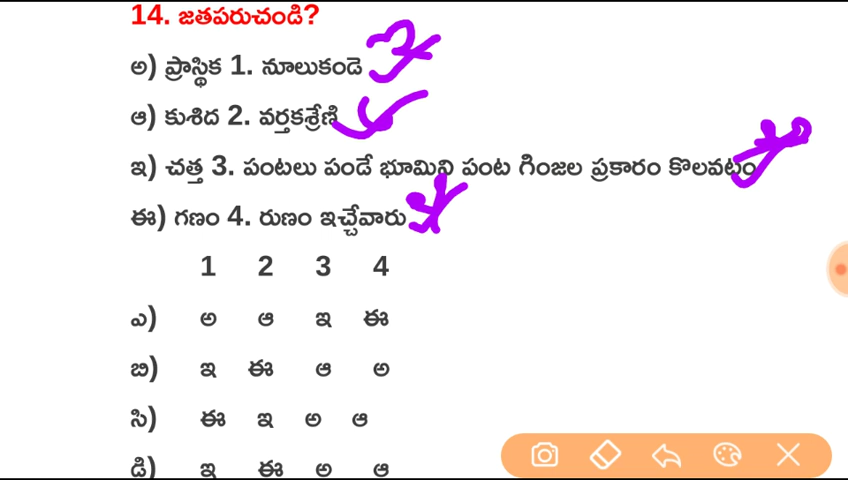 14. జతపరుచండి?
అ) ప్రాస్థిక 1. నూలుకండె
ఆ) కుశిద 2. వర్తకశ్రేణి
ఇ) చత్త 3. పంటలు పండే భూమిని పంట గింజల ప్రకారం కొలవటం
ఈ) గణం 4. రుణం ఇచ్చేవారు
1 2 3 4
ఎ) అ ఆ ఇ ఈ
బి) ఇ ఈ ఆ అ
సి) ఈ ఇ అ ఆ
డి) ఇ ఈ అ ఆ